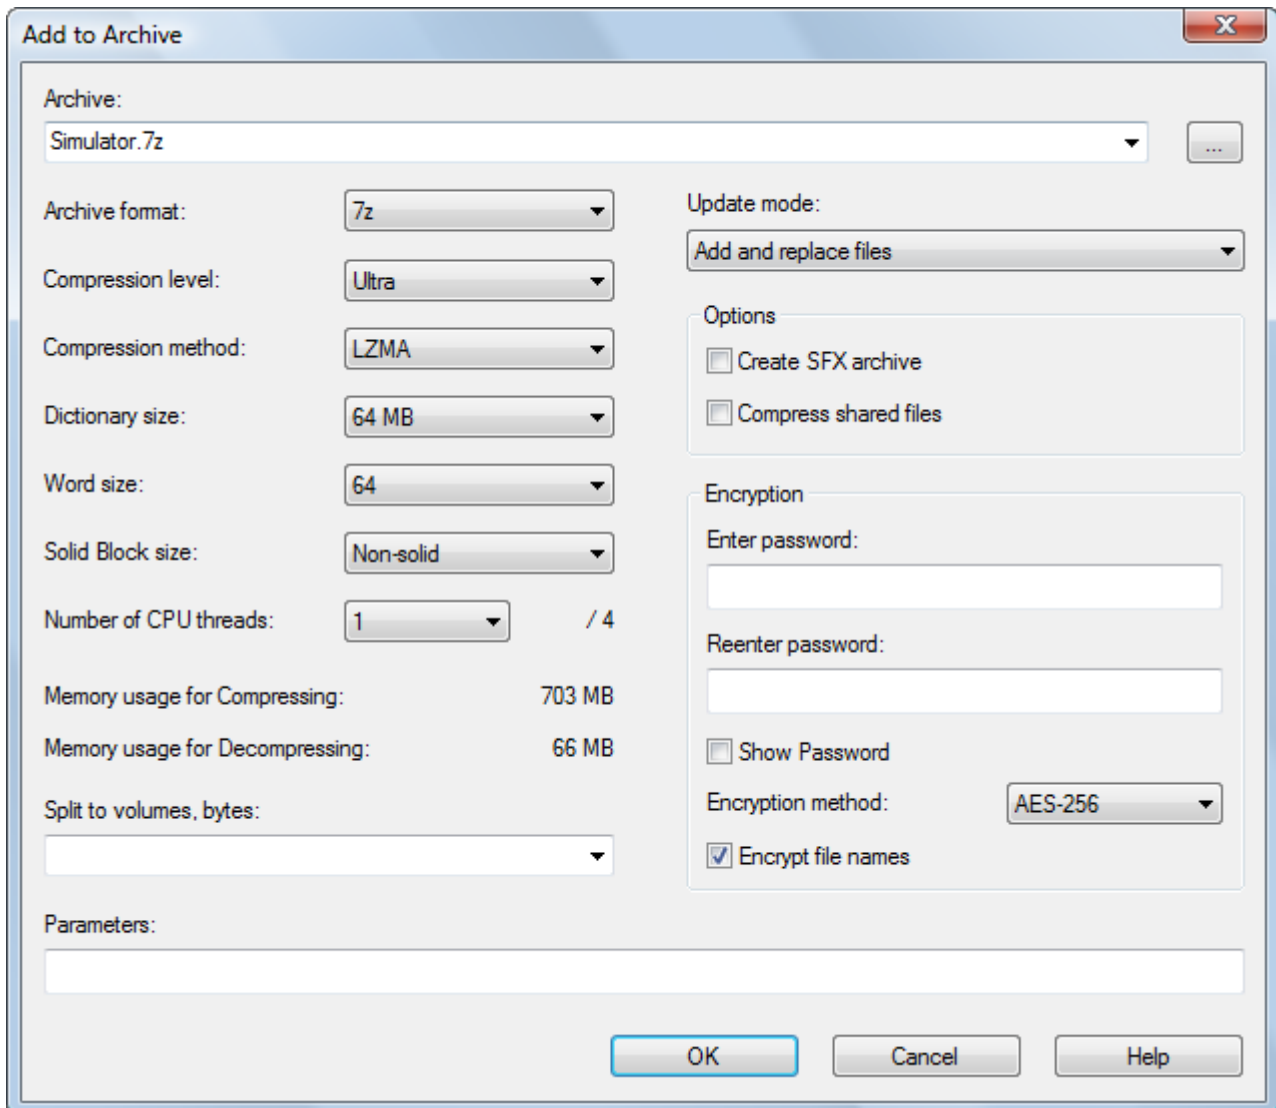 Add to Archive
Archive:
Simulator.7z
...
Archive format:
7z
Compression level:
Ultra
Compression method:
LZMA
Dictionary size:
64 MB
Word size:
64
Solid Block size:
Non-solid
Number of CPU threads:
1
/ 4
Memory usage for Compressing:
703 MB
Memory usage for Decompressing:
66 MB
Split to volumes, bytes:
Update mode:
Add and replace files
Options
Create SFX archive
Compress shared files
Encryption
Enter password:
Reenter password:
Show Password
Encryption method:
AES-256
Encrypt file names
Parameters:
OK
Cancel
Help